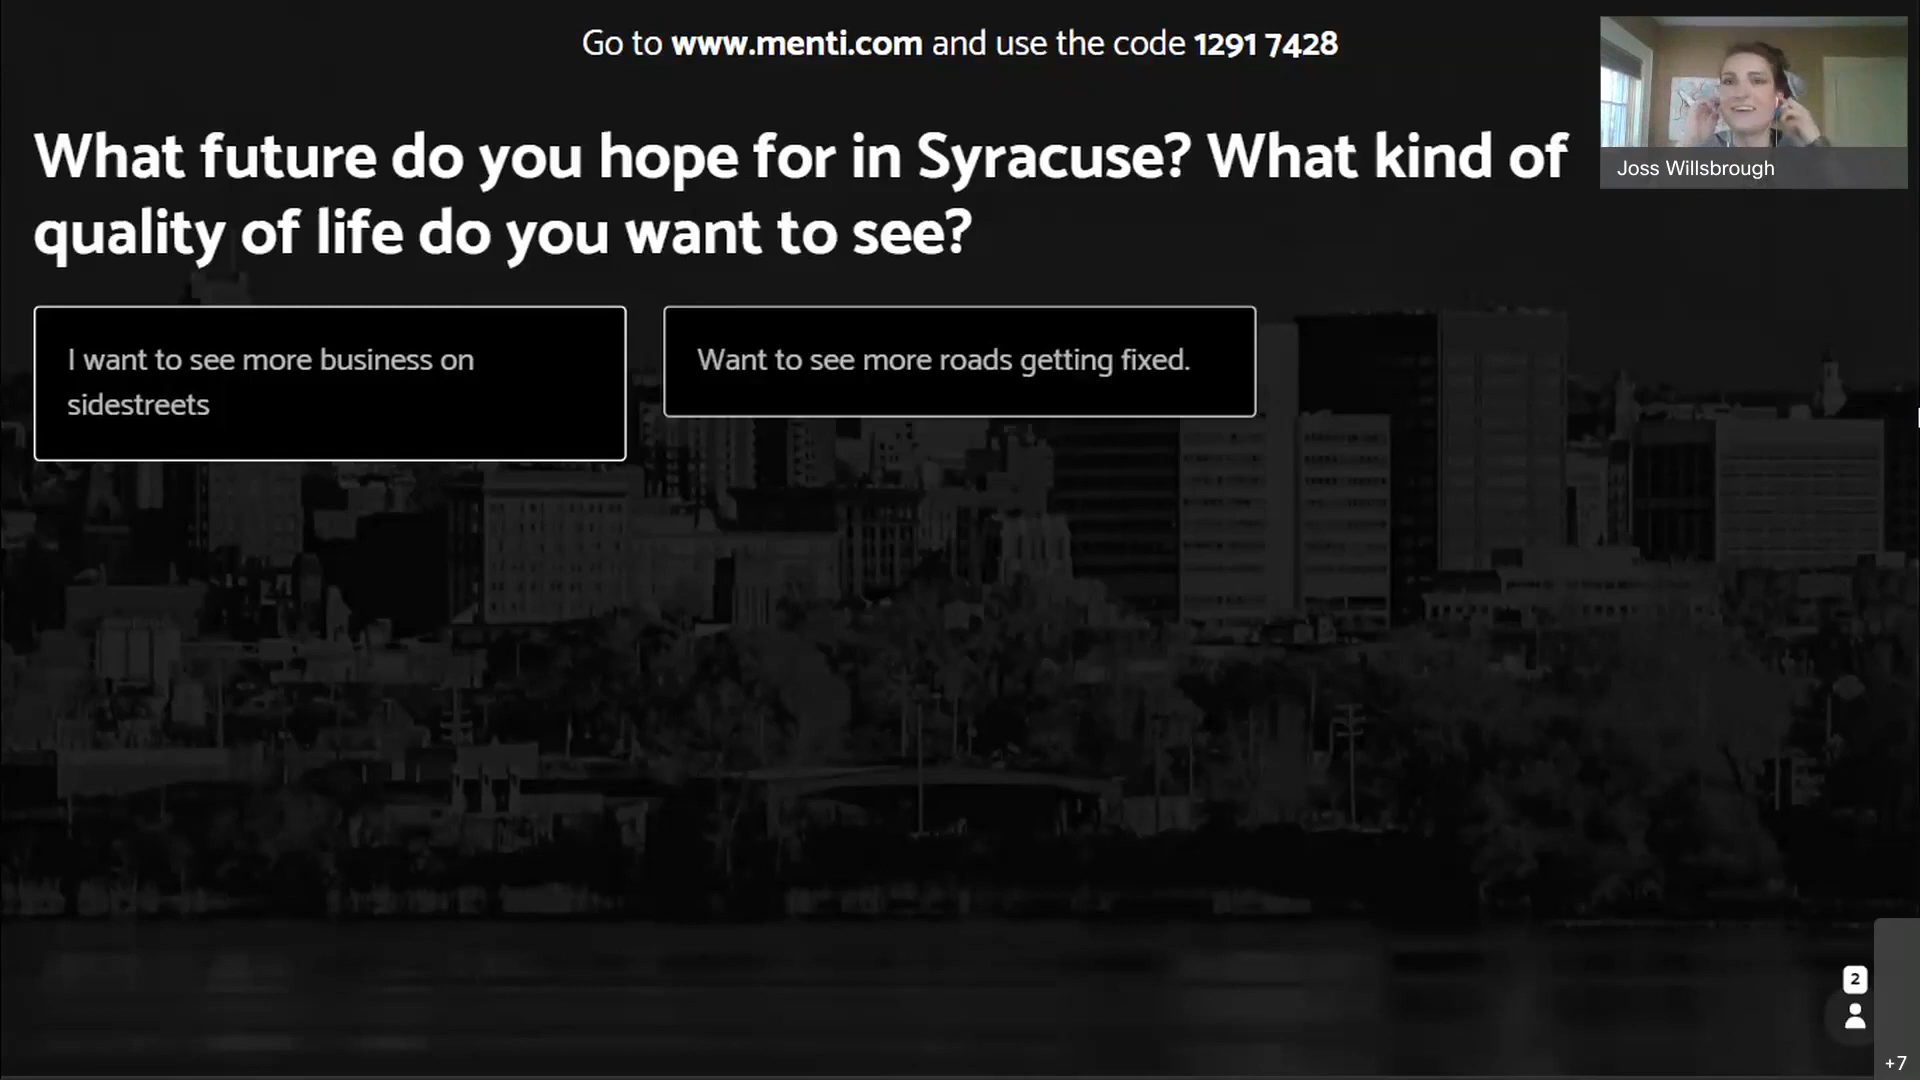 Go to www.menti.com and use the code 1291 7428
What future do you hope for in Syracuse? What kind of
quality of life do you want to see?
Joss Willsbrough
I want to see more business on
sidestreets
Want to see more roads getting fixed.
2
+7